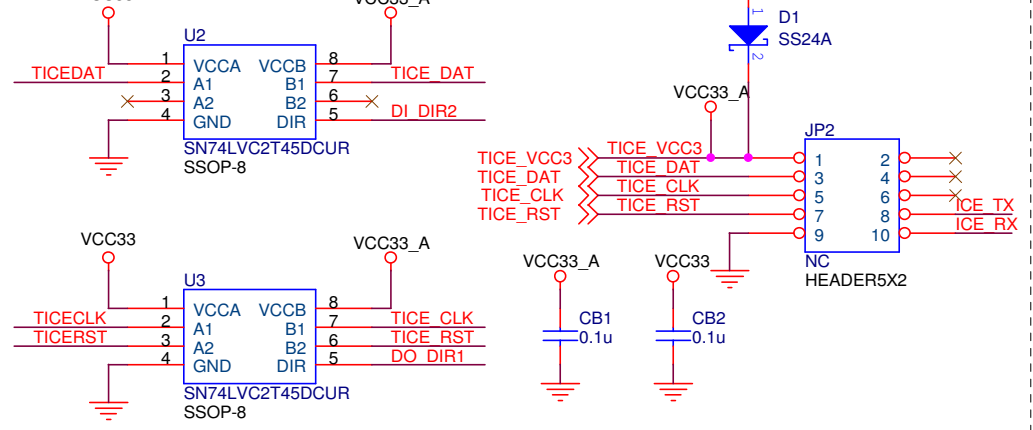 VCC33_A
U2
1 VCCA VCCB 8
TICEDAT 2 A1 B1 7 TICE_DAT
3 A2 B2 6
4 GND DIR 5 DI_DIR2
SN74LVC2T45DCUR
SSOP-8
1
D1
SS24A
2
VCC33_A
JP2
TICE_VCC3 TICE_VCC3 1 2
TICE_DAT TICE_DAT 3 4
TICE_CLK TICE_CLK 5 6
TICE_RST TICE_RST 7 8 ICE_TX
9 10 ICE_RX
NC
HEADER5X2
VCC33 VCC33_A
U3
1 VCCA VCCB 8
TICECLK 2 A1 B1 7 TICE_CLK
TICERST 3 A2 B2 6 TICE_RST
4 GND DIR 5 DO_DIR1
SN74LVC2T45DCUR
SSOP-8
VCC33_A VCC33
CB1 CB2
0.1u 0.1u